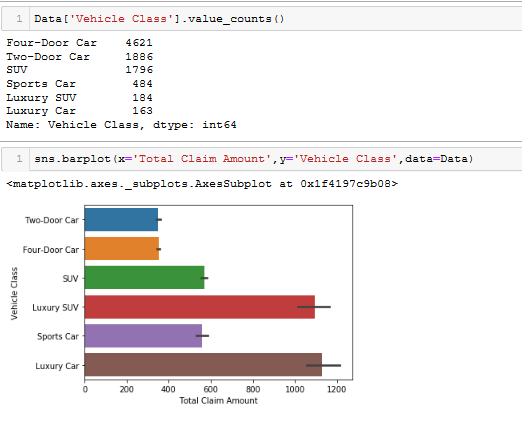 1 Data['Vehicle Class'].value_counts()
Four-Door Car 4621
Two-Door Car 1886
SUV 1796
Sports Car 484
Luxury SUV 184
Luxury Car 163
Name: Vehicle Class, dtype: int64
1 sns.barplot(x='Total Claim Amount',y='Vehicle Class',data=Data)
<matplotlib.axes._subplots.AxesSubplot at 0x1f4197c9b08>
Vehicle Class
Two-Door Car
Four-Door Car
SUV
Luxury SUV
Sports Car
Luxury Car
0 200 400 600 800 1000 1200
Total Claim Amount